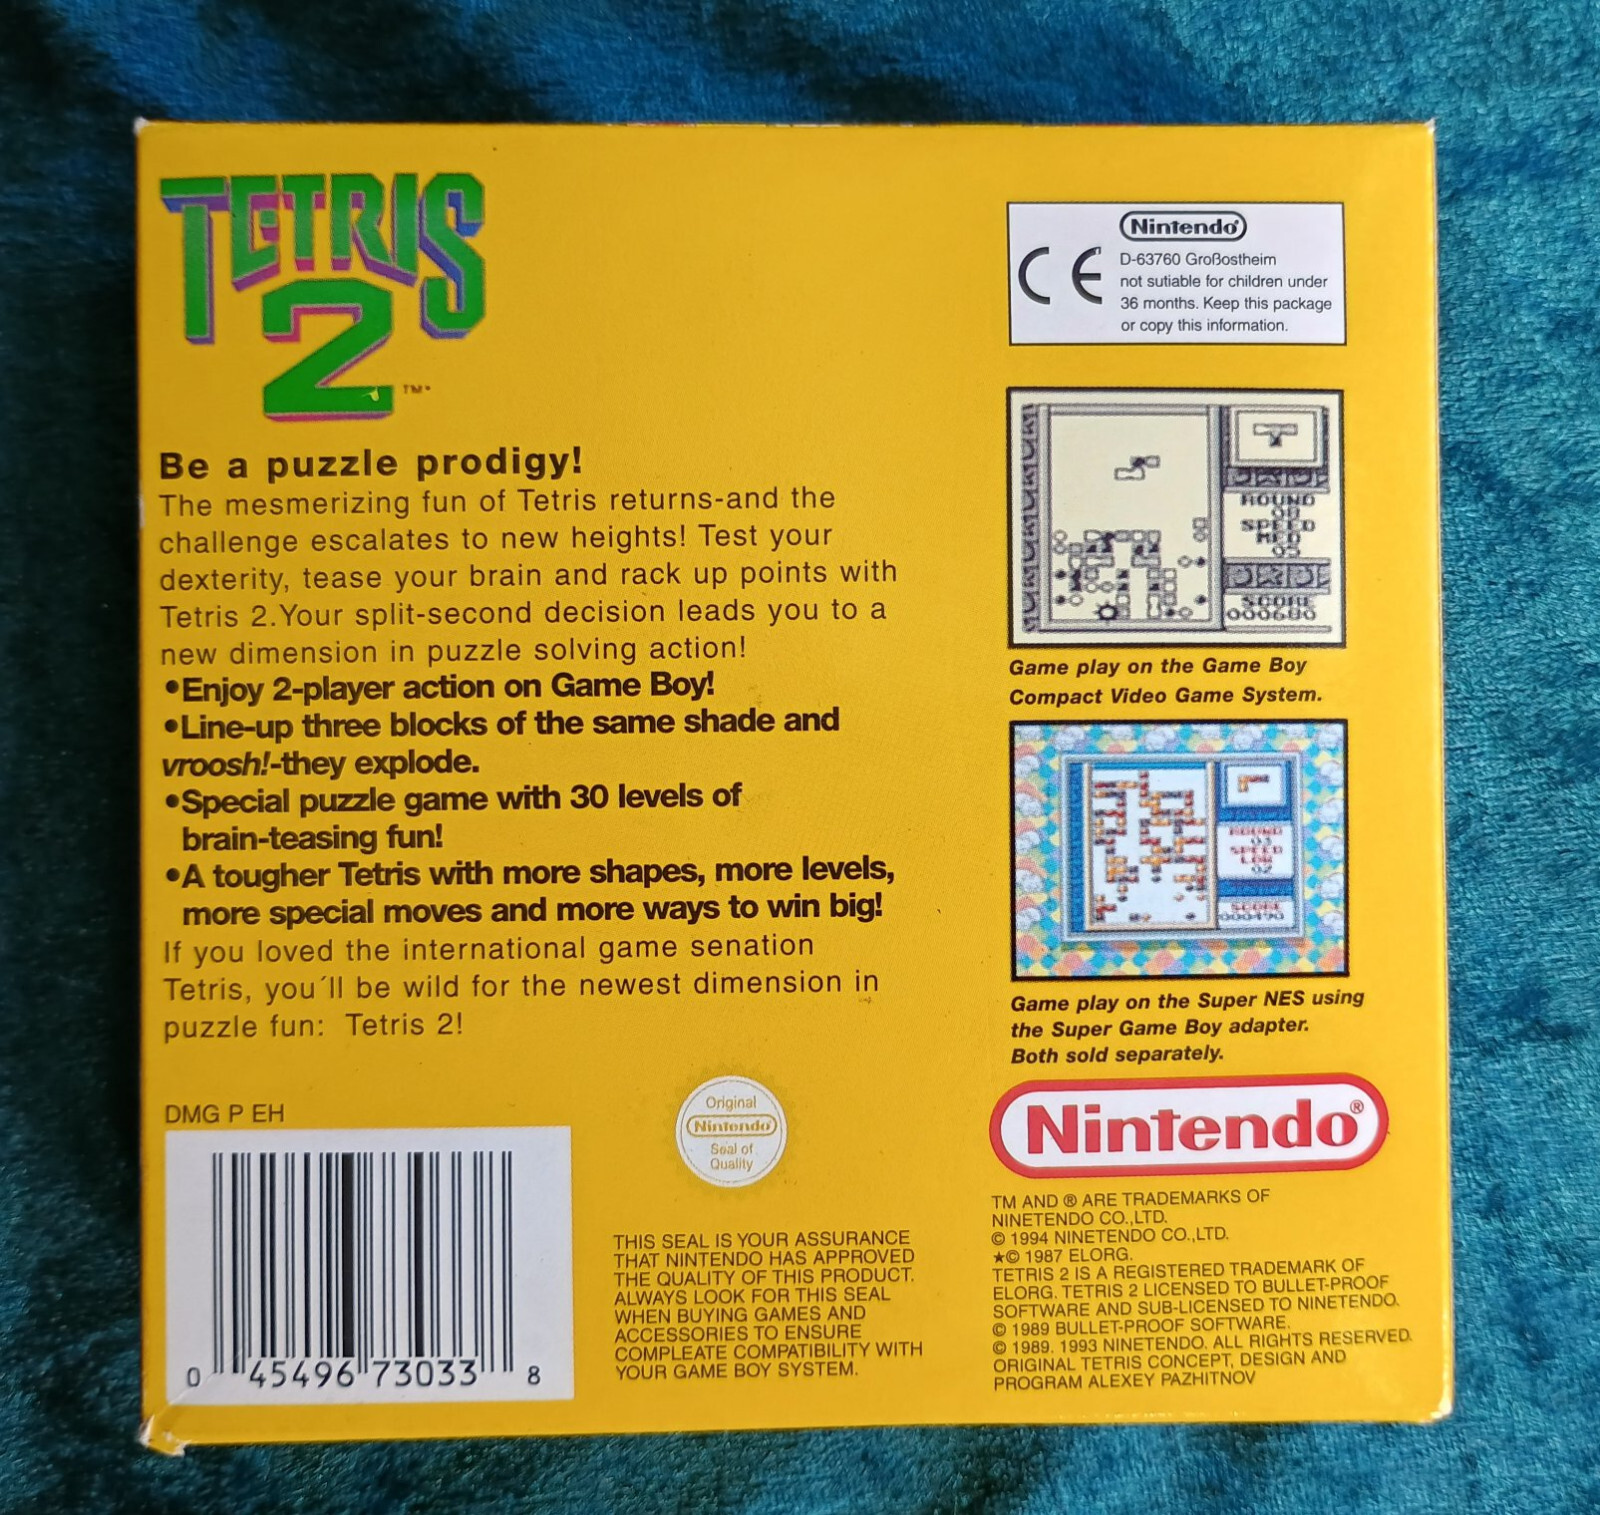 TETRIS
2
TM
Be a puzzle prodigy!
The mesmerizing fun of Tetris returns-and the
challenge escalates to new heights! Test your
dexterity, tease your brain and rack up points with
Tetris 2.Your split-second decision leads you to a
new dimension in puzzle solving action!
•Enjoy 2-player action on Game Boy!
•Line-up three blocks of the same shade and
vroosh!-they explode.
•Special puzzle game with 30 levels of
brain-teasing fun!
•A tougher Tetris with more shapes, more levels,
more special moves and more ways to win big!
If you loved the international game senation
Tetris, you´ll be wild for the newest dimension in
puzzle fun: Tetris 2!
DMG P EH
0 45496 73033 8
Original
Nintendo
Seal of
Quality
THIS SEAL IS YOUR ASSURANCE
THAT NINTENDO HAS APPROVED
THE QUALITY OF THIS PRODUCT.
ALWAYS LOOK FOR THIS SEAL
WHEN BUYING GAMES AND
ACCESSORIES TO ENSURE
COMPLEATE COMPATIBILITY WITH
YOUR GAME BOY SYSTEM.
CE
Nintendo
D-63760 Großostheim
not sutiable for children under
36 months. Keep this package
or copy this information.
ROUND
SPEED
MED
SCORE
000680
Game play on the Game Boy
Compact Video Game System.
ROUND
03
SPEED
LOW
02
SCORE
000490
Game play on the Super NES using
the Super Game Boy adapter.
Both sold separately.
Nintendo®
TM AND ® ARE TRADEMARKS OF
NINETENDO CO.,LTD.
© 1994 NINETENDO CO.,LTD.
★© 1987 ELORG.
TETRIS 2 IS A REGISTERED TRADEMARK OF
ELORG. TETRIS 2 LICENSED TO BULLET-PROOF
SOFTWARE AND SUB-LICENSED TO NINETENDO.
© 1989 BULLET-PROOF SOFTWARE.
© 1989. 1993 NINETENDO. ALL RIGHTS RESERVED.
ORIGINAL TETRIS CONCEPT, DESIGN AND
PROGRAM ALEXEY PAZHITNOV